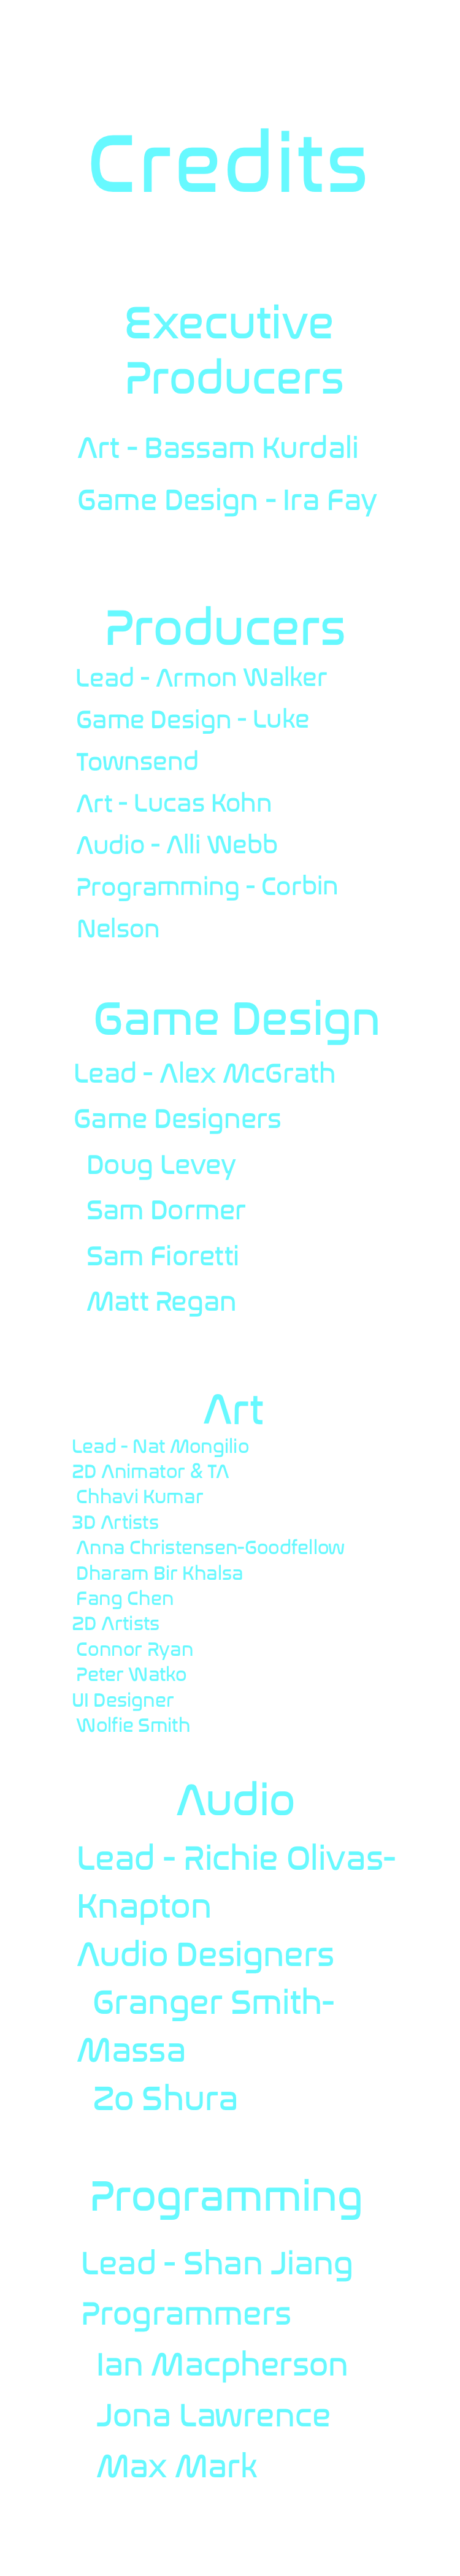 Credits
Executive
Producers
Art - Bassam Kurdali
Game Design - Ira Fay
Producers
Lead - Armon Walker
Game Design - Luke
Townsend
Art - Lucas Kohn
Audio - Alli Webb
Programming - Corbin
Nelson
Game Design
Lead - Alex McGrath
Game Designers
Doug Levey
Sam Dormer
Sam Fioretti
Matt Regan
Art
Lead - Nat Mongilio
2D Animator & TA
Chhavi Kumar
3D Artists
Anna Christensen-Goodfellow
Dharam Bir Khalsa
Fang Chen
2D Artists
Connor Ryan
Peter Watko
UI Designer
Wolfie Smith
Audio
Lead - Richie Olivas-
Knapton
Audio Designers
Granger Smith-
Massa
Zo Shura
Programming
Lead - Shan Jiang
Programmers
Ian Macpherson
Jona Lawrence
Max Mark